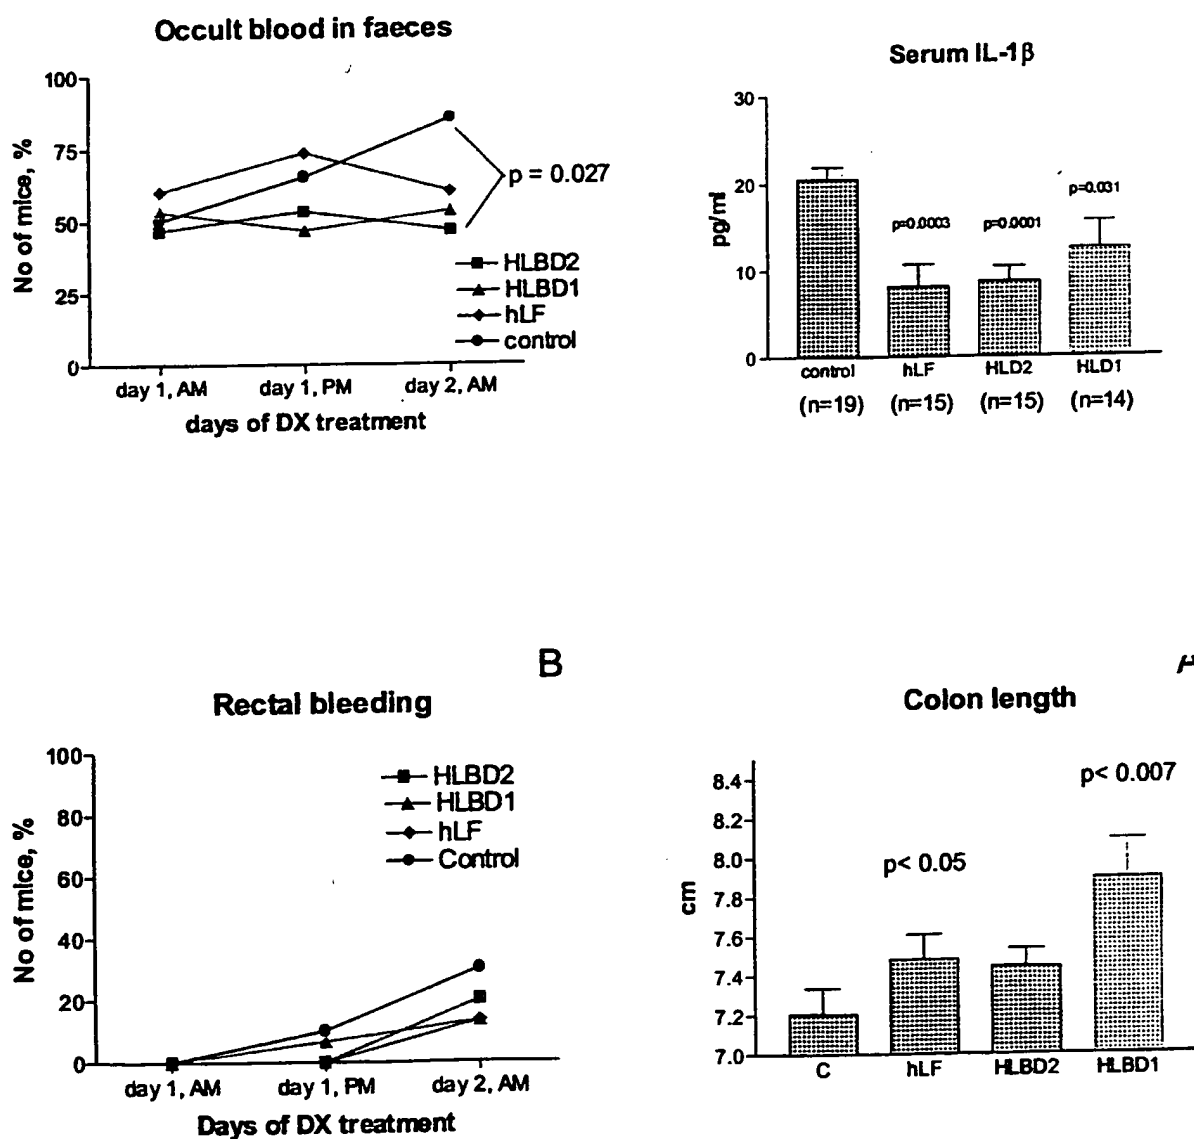 Occult blood in faeces
100
75
50
25
0
No of mice, %
p = 0.027
HLBD2
HLBD1
hLF
control
day 1, AM
day 1, PM
day 2, AM
days of DX treatment
Serum IL-1β
30
20
10
0
pg/ml
p=0.0003
p=0.0001
p=0.031
control
hLF
HLD2
HLD1
(n=19)
(n=15)
(n=15)
(n=14)
B
Rectal bleeding
100
80
60
40
20
0
No of mice, %
HLBD2
HLBD1
hLF
Control
day 1, AM
day 1, PM
day 2, AM
Days of DX treatment
Colon length
8.4
8.2
8.0
7.8
7.6
7.4
7.2
7.0
cm
p< 0.05
p< 0.007
C
hLF
HLBD2
HLBD1